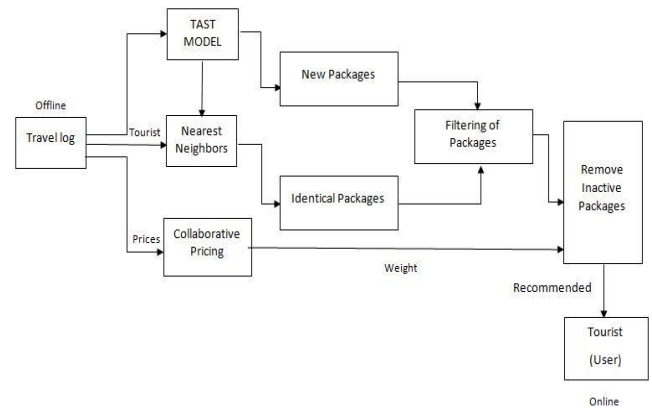 TAST
MODEL
New Packages
Offline
Travel log
Tourist
Nearest
Neighbors
Filtering of
Packages
Identical Packages
Remove
Inactive
Packages
Prices
Collaborative
Pricing
Weight
Recommended
Tourist
(User)
Online